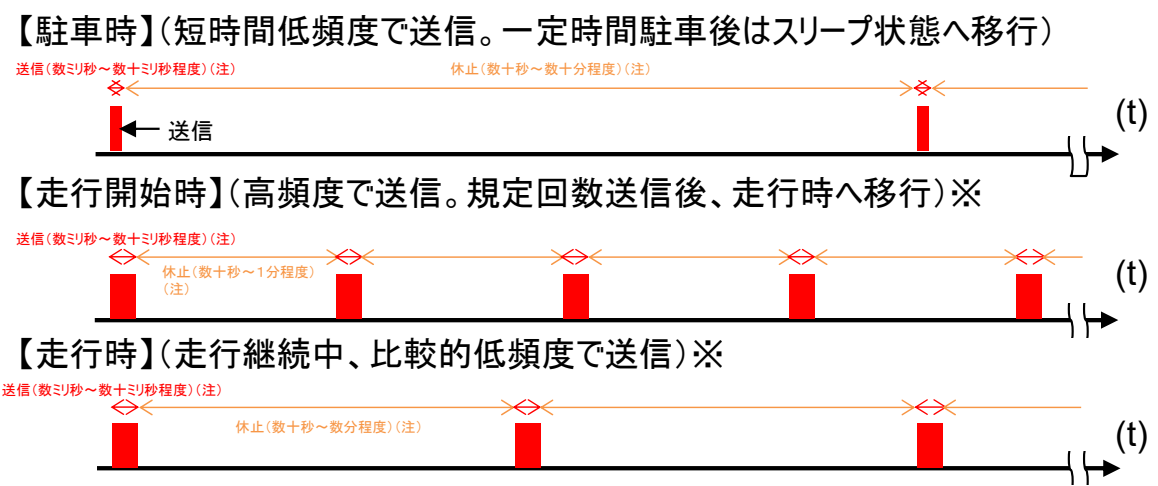 【駐車時】(短時間低頻度で送信。一定時間駐車後はスリープ状態へ移行)
送信(数ミリ秒～数十ミリ秒程度)(注)
休止(数十秒～数十分程度)(注)
送信
(t)
【走行開始時】(高頻度で送信。規定回数送信後、走行時へ移行)※
送信(数ミリ秒～数十ミリ秒程度)(注)
休止(数十秒～1分程度)
(注)
(t)
【走行時】(走行継続中、比較的低頻度で送信)※
送信(数ミリ秒～数十ミリ秒程度)(注)
休止(数十秒～数分程度)(注)
(t)